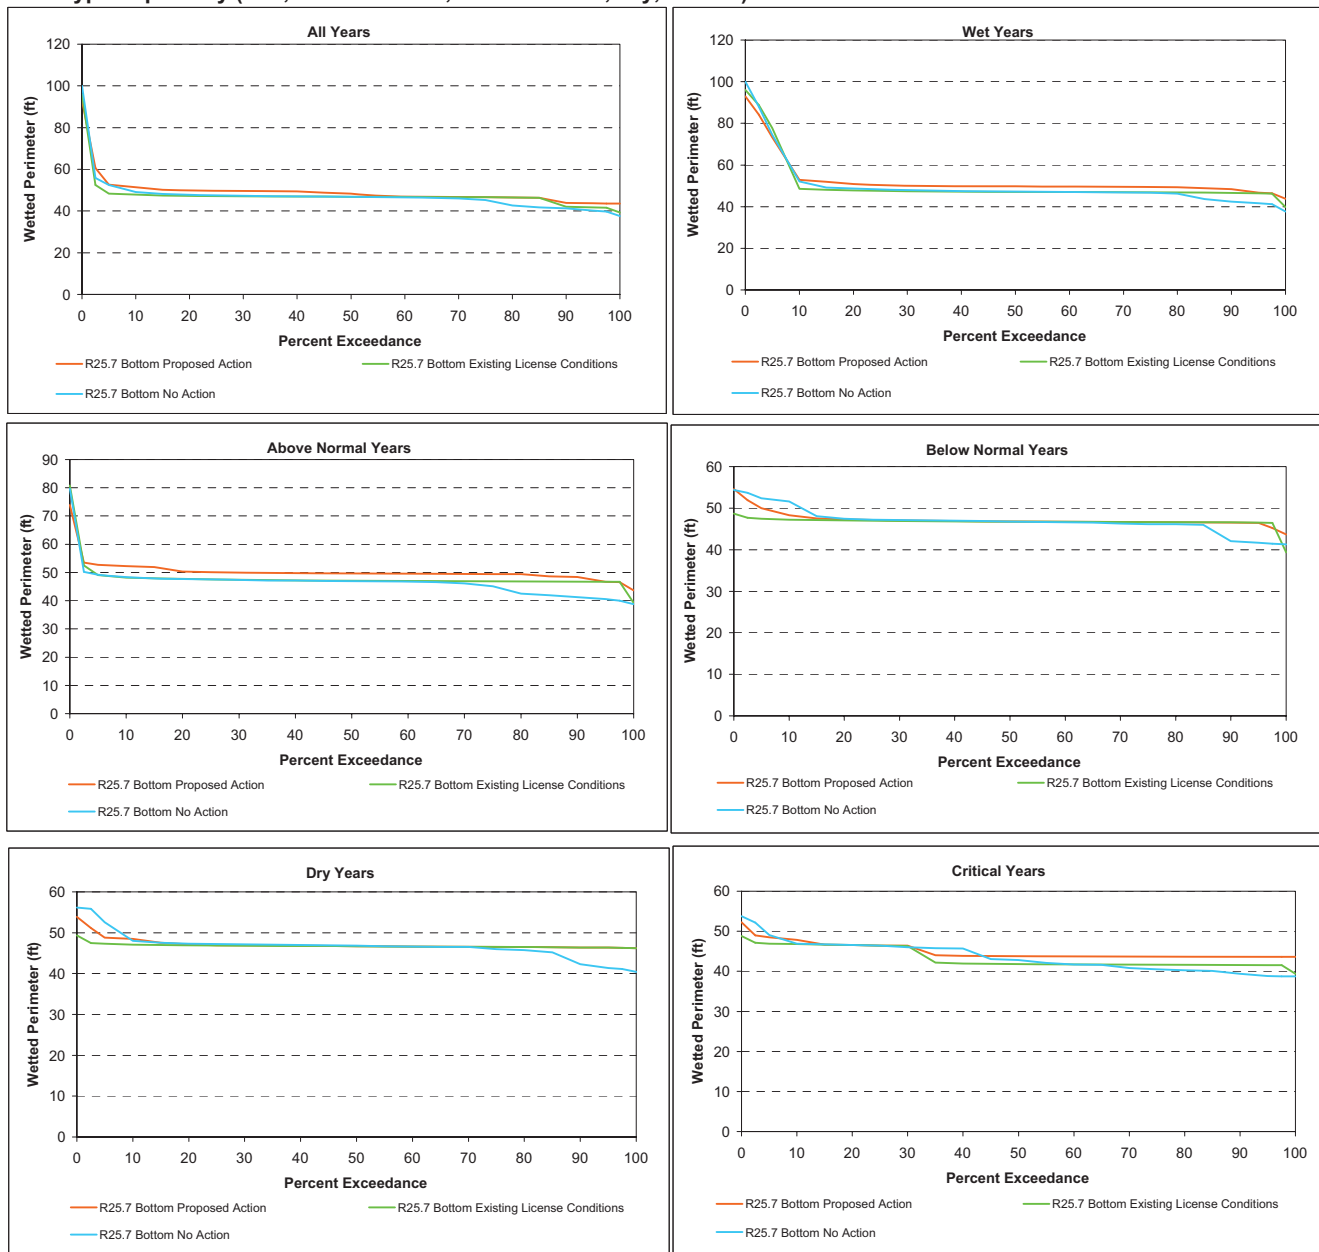 All Years
120
100
80
60
40
20
0
Wetted Perimeter (ft)
0 10 20 30 40 50 60 70 80 90 100
Percent Exceedance
R25.7 Bottom Proposed Action R25.7 Bottom Existing License Conditions
R25.7 Bottom No Action
Wet Years
120
100
80
60
40
20
0
Wetted Perimeter (ft)
0 10 20 30 40 50 60 70 80 90 100
Percent Exceedance
R25.7 Bottom Proposed Action R25.7 Bottom Existing License Conditions
R25.7 Bottom No Action
Above Normal Years
90
80
70
60
50
40
30
20
10
0
Wetted Perimeter (ft)
0 10 20 30 40 50 60 70 80 90 100
Percent Exceedance
R25.7 Bottom Proposed Action R25.7 Bottom Existing License Conditions
R25.7 Bottom No Action
Below Normal Years
60
50
40
30
20
10
0
Wetted Perimeter (ft)
0 10 20 30 40 50 60 70 80 90 100
Percent Exceedance
R25.7 Bottom Proposed Action R25.7 Bottom Existing License Conditions
R25.7 Bottom No Action
Dry Years
60
50
40
30
20
10
0
Wetted Perimeter (ft)
0 10 20 30 40 50 60 70 80 90 100
Percent Exceedance
R25.7 Bottom Proposed Action R25.7 Bottom Existing License Conditions
R25.7 Bottom No Action
Critical Years
60
50
40
30
20
10
0
Wetted Perimeter (ft)
0 10 20 30 40 50 60 70 80 90 100
Percent Exceedance
R25.7 Bottom Proposed Action R25.7 Bottom Existing License Conditions
R25.7 Bottom No Action